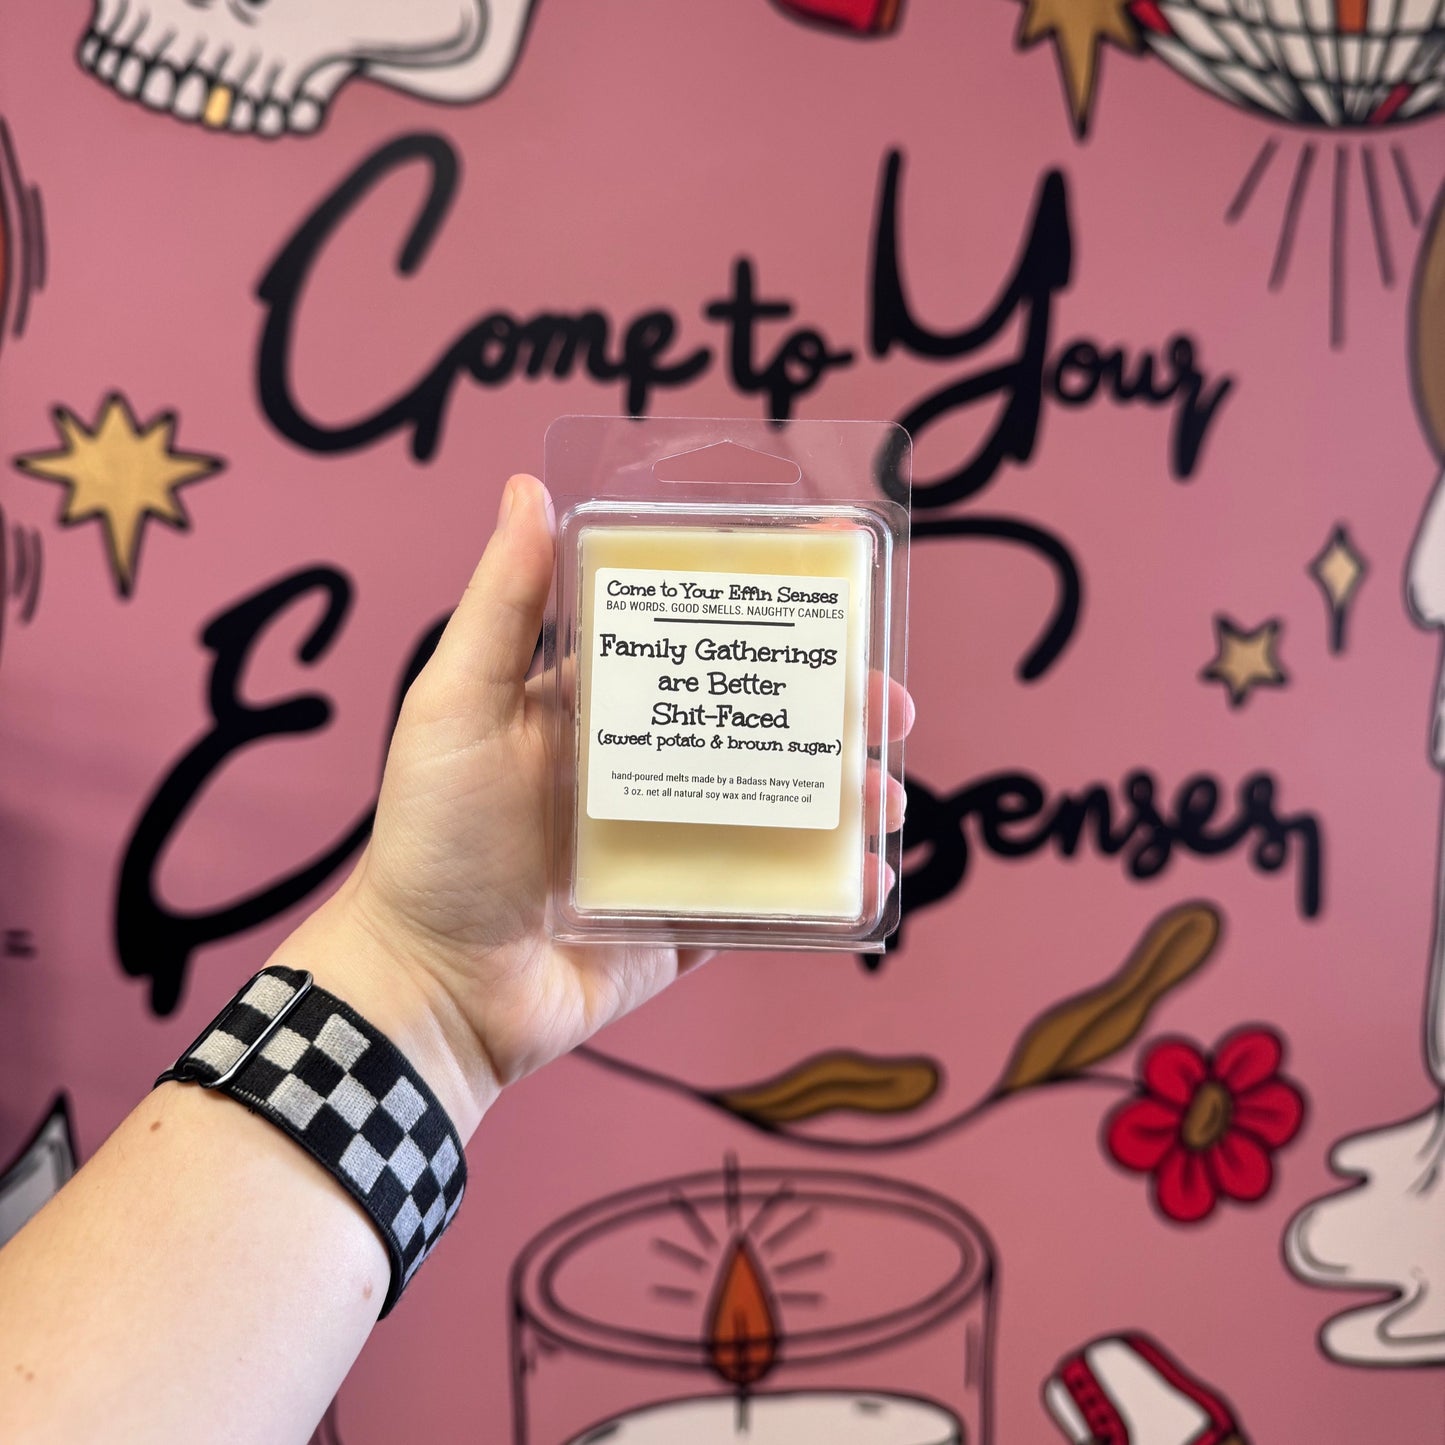 Come to Your
Senses
Come to Your Effin Senses
BAD WORDS. GOOD SMELLS. NAUGHTY CANDLES
Family Gatherings
are Better
Shit-Faced
(sweet potato & brown sugar)
hand-poured melts made by a Badass Navy Veteran
3 oz. net all natural soy wax and fragrance oil